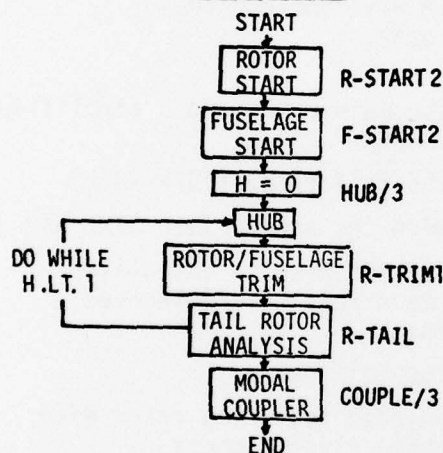 START
ROTOR
START
R-START2
FUSELAGE
START
F-START2
H = 0
HUB/3
HUB
DO WHILE
H.LT.1
ROTOR/FUSELAGE
TRIM
R-TRIM1
TAIL ROTOR
ANALYSIS
R-TAIL
MODAL
COUPLER
COUPLE/3
END